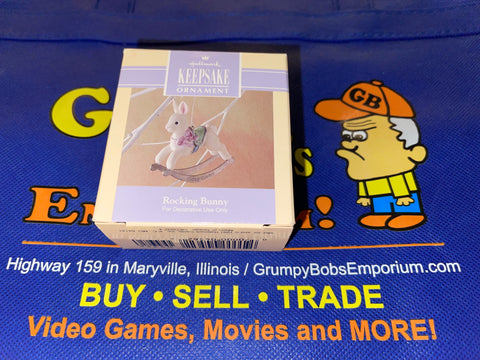 Hallmark
KEEPSAKE
ORNAMENT
Rocking Bunny
For Decorative Use Only
G
GB
s
Em m!
Highway 159 in Maryville, Illinois / GrumpyBobsEmporium.com
BUY • SELL • TRADE
Video Games, Movies and MORE!